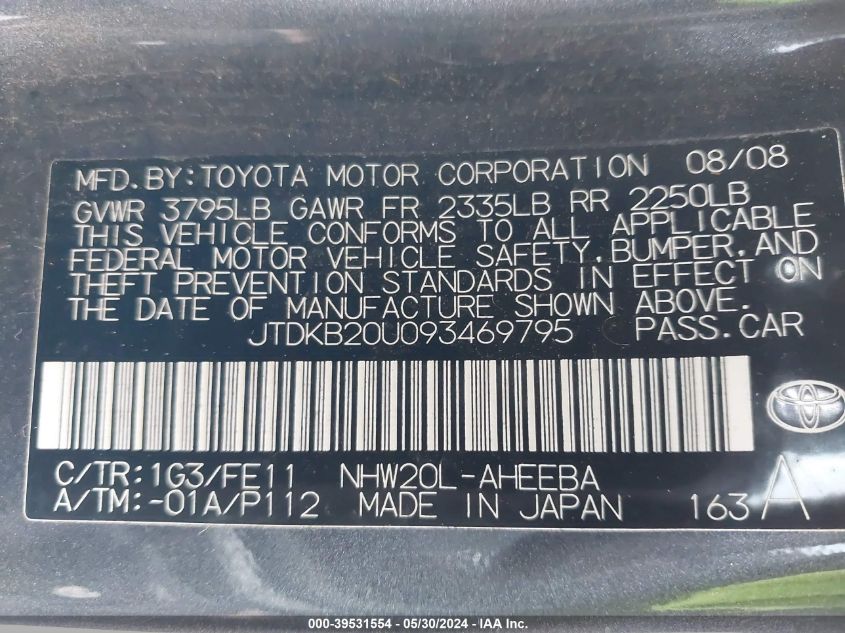 MFD.BY:TOYOTA MOTOR CORPORATION 08/08
GVWR 3795LB GAWR FR 2335LB RR 2250LB
THIS VEHICLE CONFORMS TO ALL APPLICABLE
FEDERAL MOTOR VEHICLE SAFETY,BUMPER,AND
THEFT PREVENTION STANDARDS IN EFFECT ON
THE DATE OF MANUFACTURE SHOWN ABOVE.
JTDKB20U093469795 PASS.CAR
C/TR:1G3/FE11 NHW20L-AHEEBA
A/TM:-01A/P112 MADE IN JAPAN 163 A
000-39531554 / 05/30/2024 - IAA Inc.